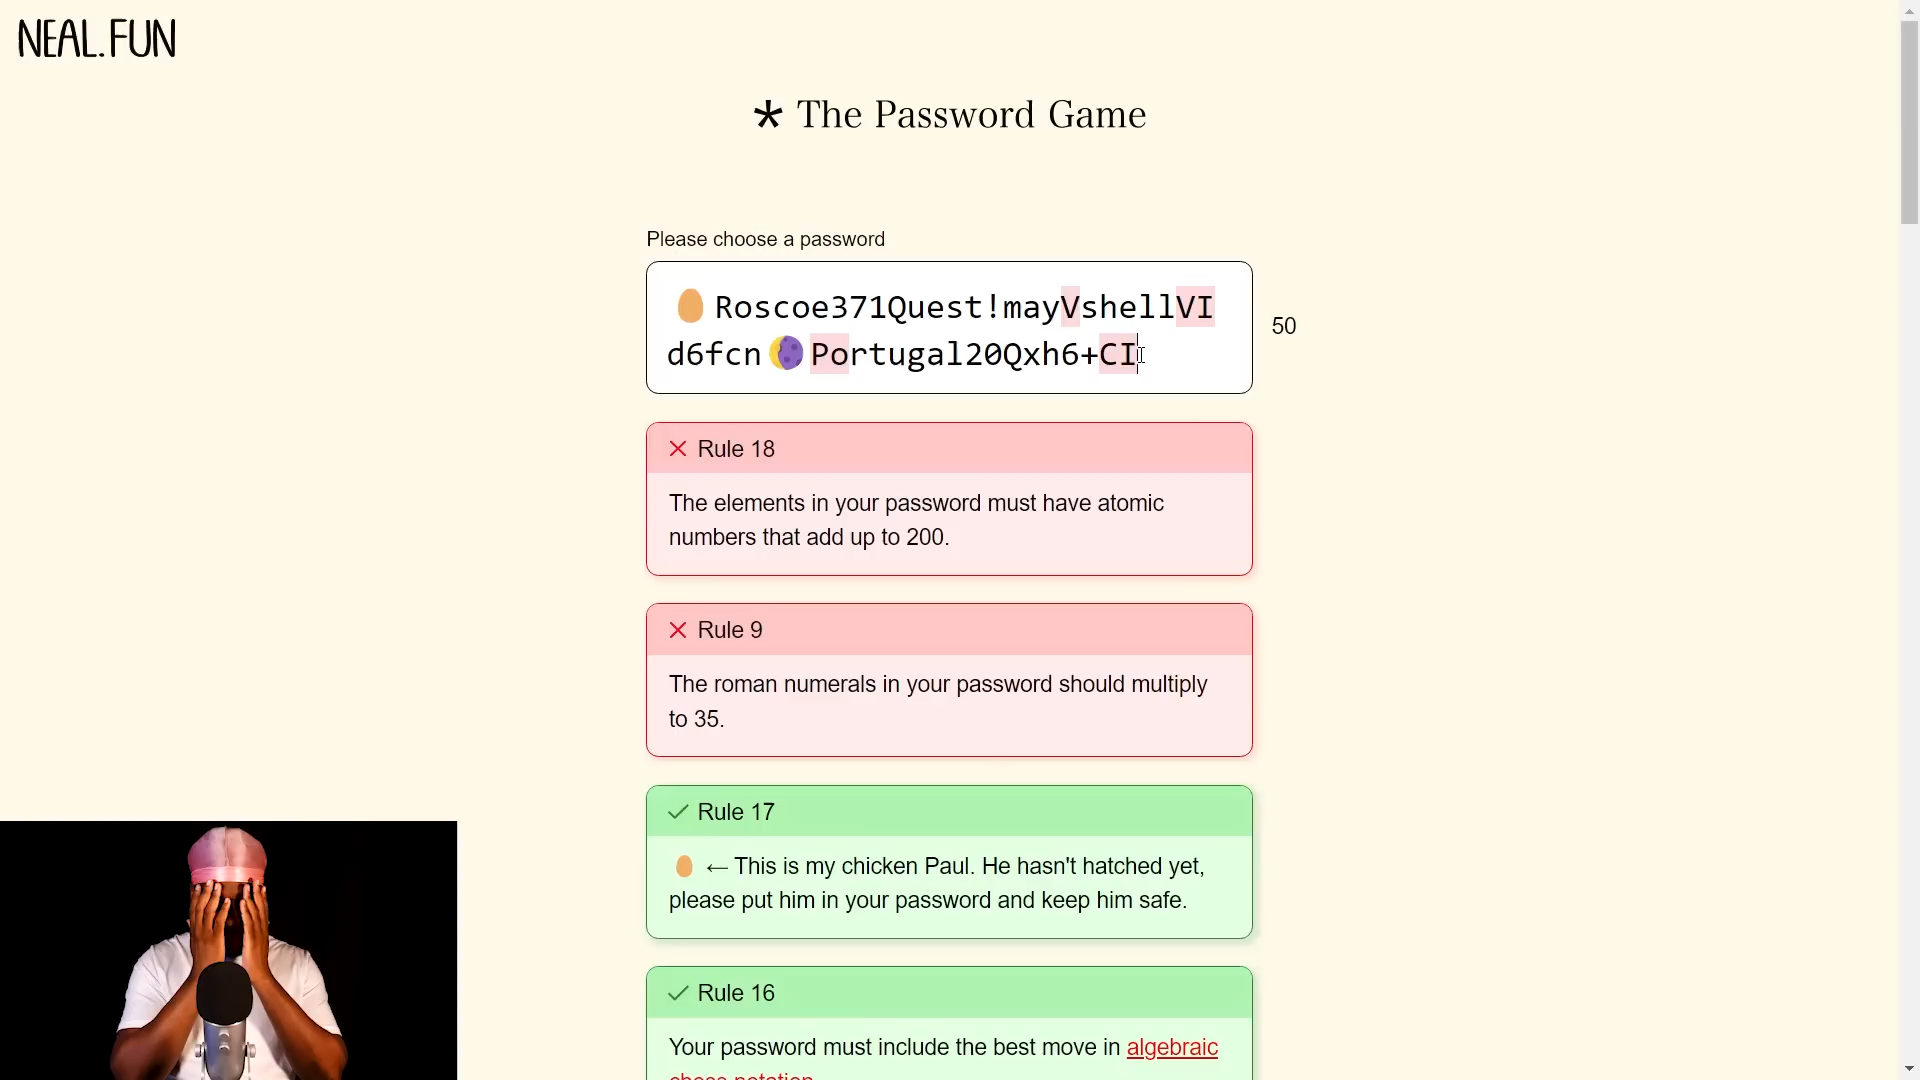 NEAL.FUN
* The Password Game
Please choose a password
🥚Roscoe371Quest!mayVshellVI
d6fcn🌘Portugal20Qxh6+CI
50
Rule 18
The elements in your password must have atomic
numbers that add up to 200.
Rule 9
The roman numerals in your password should multiply
to 35.
Rule 17
🥚 ← This is my chicken Paul. He hasn't hatched yet,
please put him in your password and keep him safe.
Rule 16
Your password must include the best move in algebraic
chess notation.